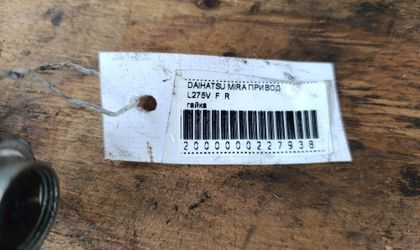 DAIHATSU MIRA ПРИВОД
L275V F R
гайка
2000000227938